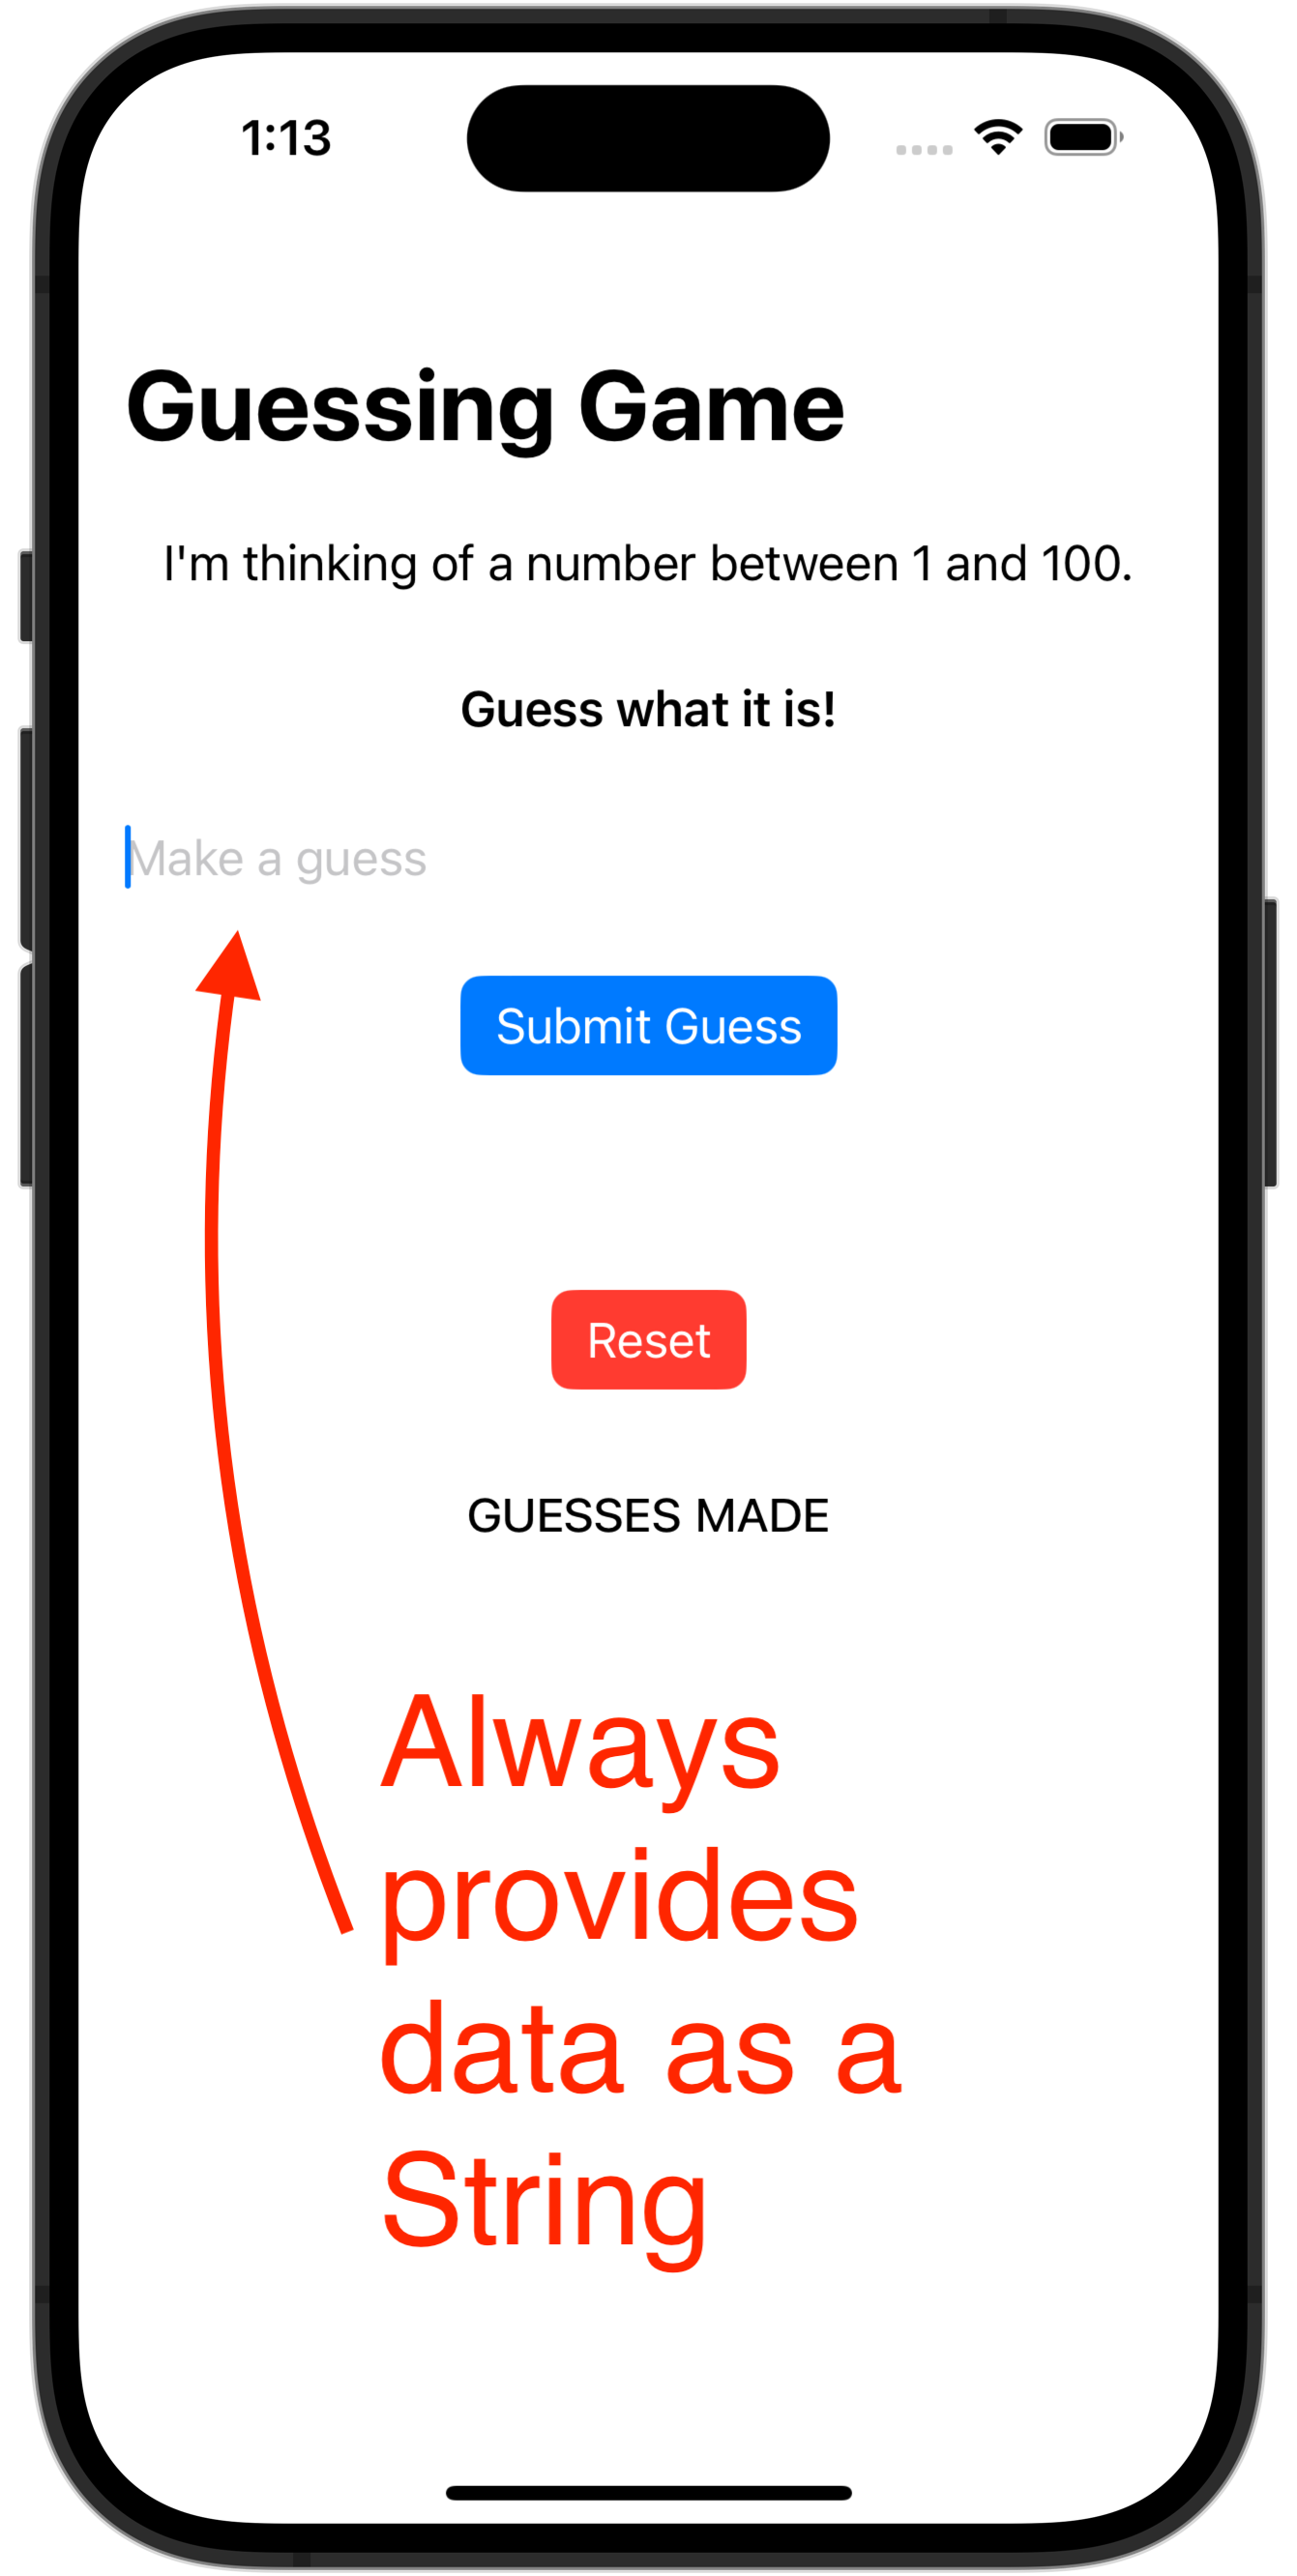 1:13
Guessing Game
I'm thinking of a number between 1 and 100.
Guess what it is!
Make a guess
Submit Guess
Reset
GUESSES MADE
Always
provides
data as a
String